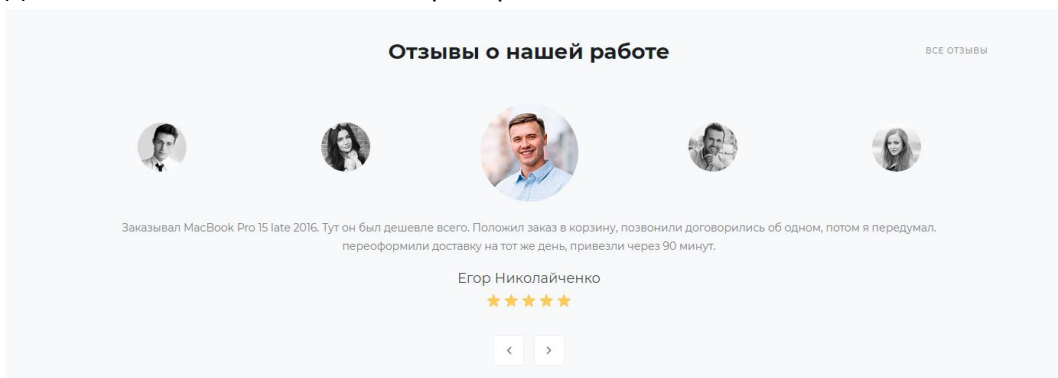 Отзывы о нашей работе
ВСЕ ОТЗЫВЫ
Заказывал MacBook Pro 15 late 2016. Тут он был дешевле всего. Положил заказ в корзину, позвонили договорились об одном, потом я передумал.
переоформили доставку на тот же день, привезли через 90 минут.
Егор Николайченко